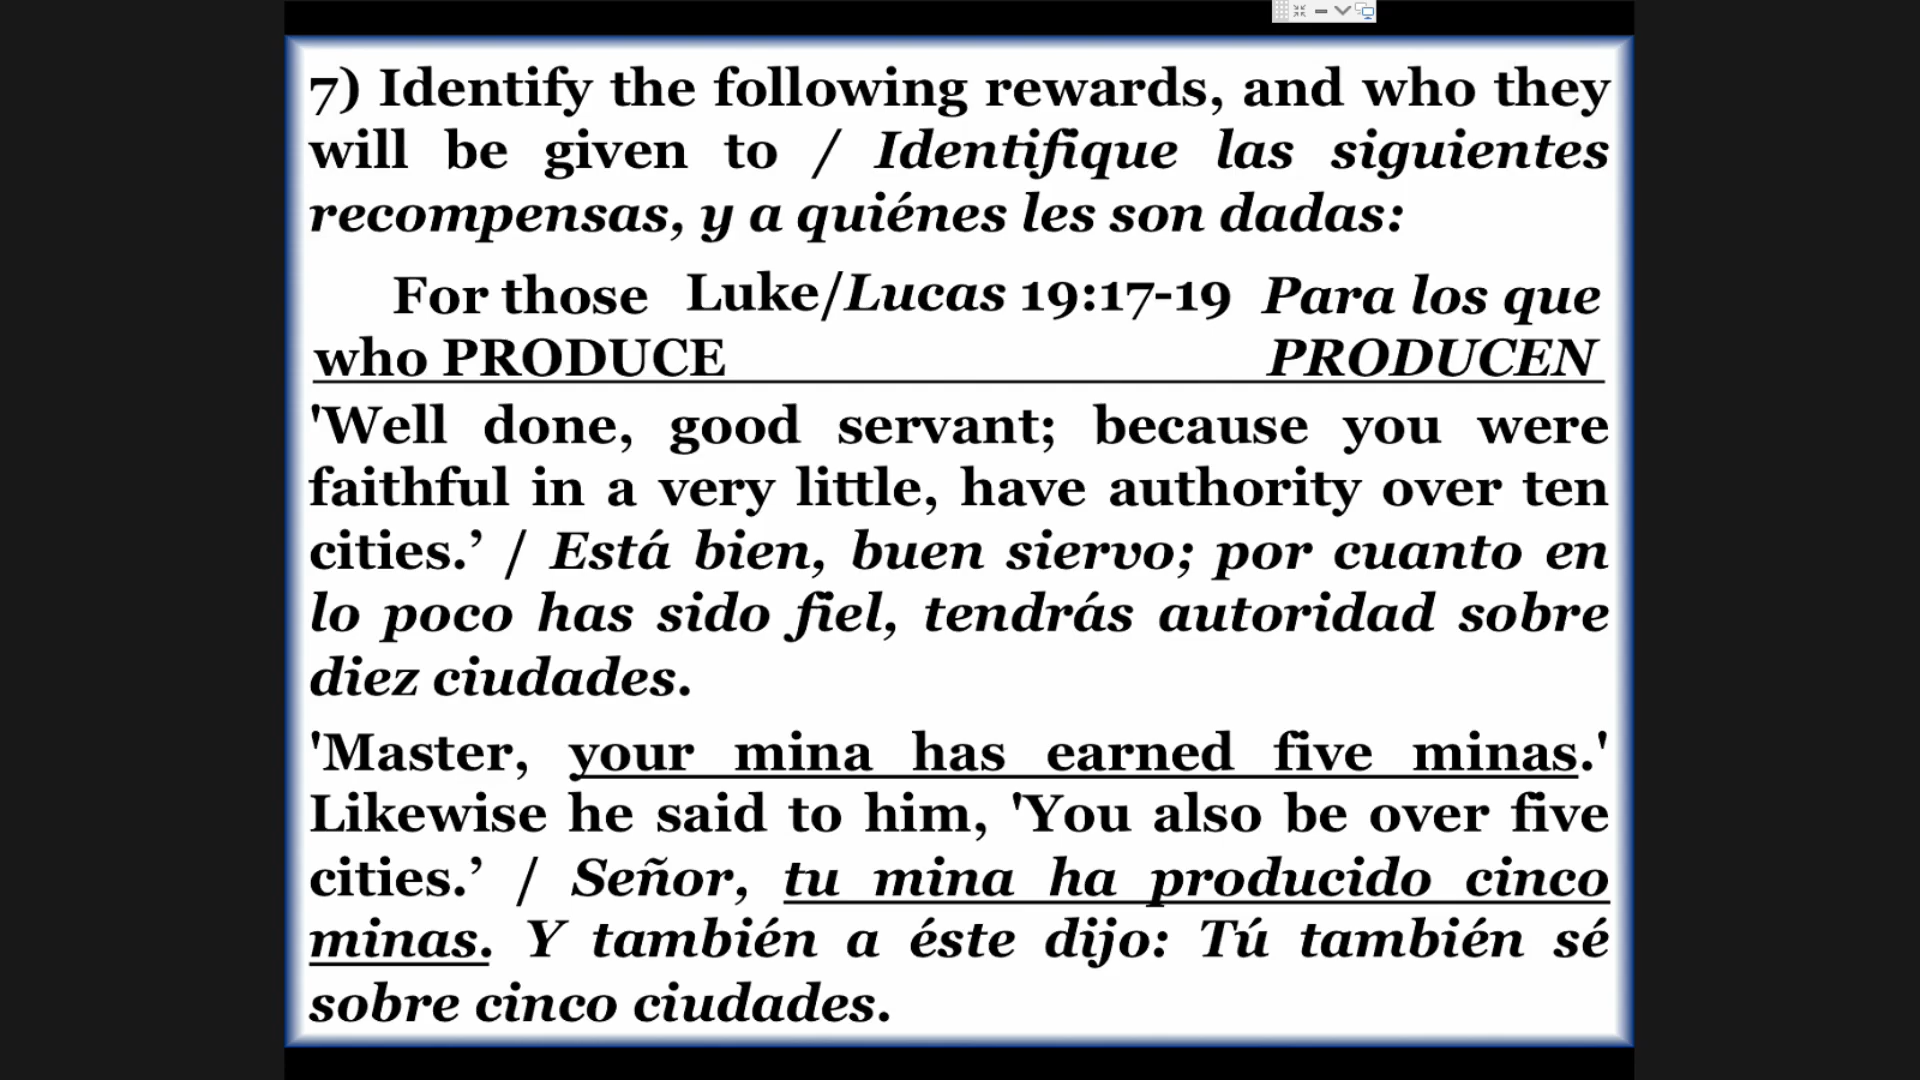 7) Identify the following rewards, and who they
will be given to / Identifique las siguientes
recompensas, y a quiénes les son dadas:
For those Luke/Lucas 19:17-19 Para los que
who PRODUCE PRODUCEN
'Well done, good servant; because you were
faithful in a very little, have authority over ten
cities.’ / Está bien, buen siervo; por cuanto en
lo poco has sido fiel, tendrás autoridad sobre
diez ciudades.
'Master, your mina has earned five minas.'
Likewise he said to him, 'You also be over five
cities.’ / Señor, tu mina ha producido cinco
minas. Y también a éste dijo: Tú también sé
sobre cinco ciudades.